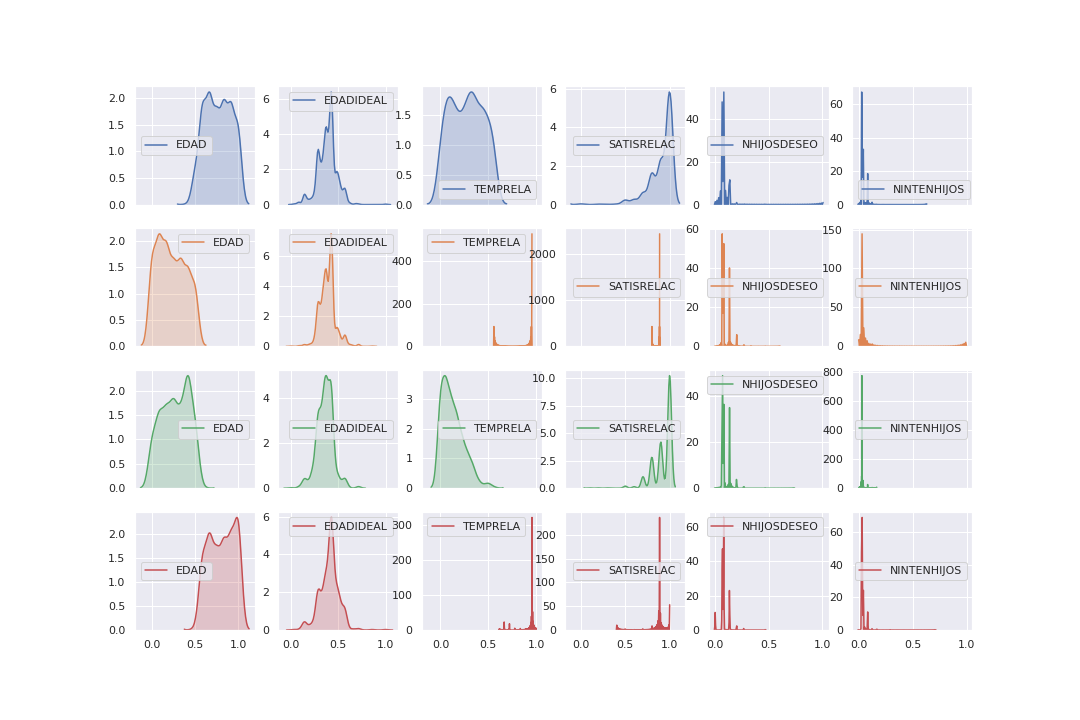 EDAD EDADIDEAL TEMPRELA SATISRELAC NHIJOSDESEO NINTENHIJOS
2.0 1.5 1.0 0.5 0.0
6 4 2 0
1.5 1.0 0.5 0.0
6 4 2 0
40 20 0
60 40 20 0
EDAD EDADIDEAL TEMPRELA SATISRELAC NHIJOSDESEO NINTENHIJOS
2.0 1.5 1.0 0.5 0.0
6 4 2 0
400 200 0
2000 1000 0
60 40 20 0
150 100 50 0
EDAD EDADIDEAL TEMPRELA SATISRELAC NHIJOSDESEO NINTENHIJOS
2.0 1.5 1.0 0.5 0.0
4 2 0
3 2 1 0
10.0 7.5 5.0 2.5 0.0
40 20 0
800 600 400 200 0
EDAD EDADIDEAL TEMPRELA SATISRELAC NHIJOSDESEO NINTENHIJOS
2.0 1.5 1.0 0.5 0.0
6 4 2 0
300 200 100 0
200 150 100 50 0
60 40 20 0
60 40 20 0
0.0 0.5 1.0 0.0 0.5 1.0 0.0 0.5 1.0 0.0 0.5 1.0 0.0 0.5 1.0 0.0 0.5 1.0